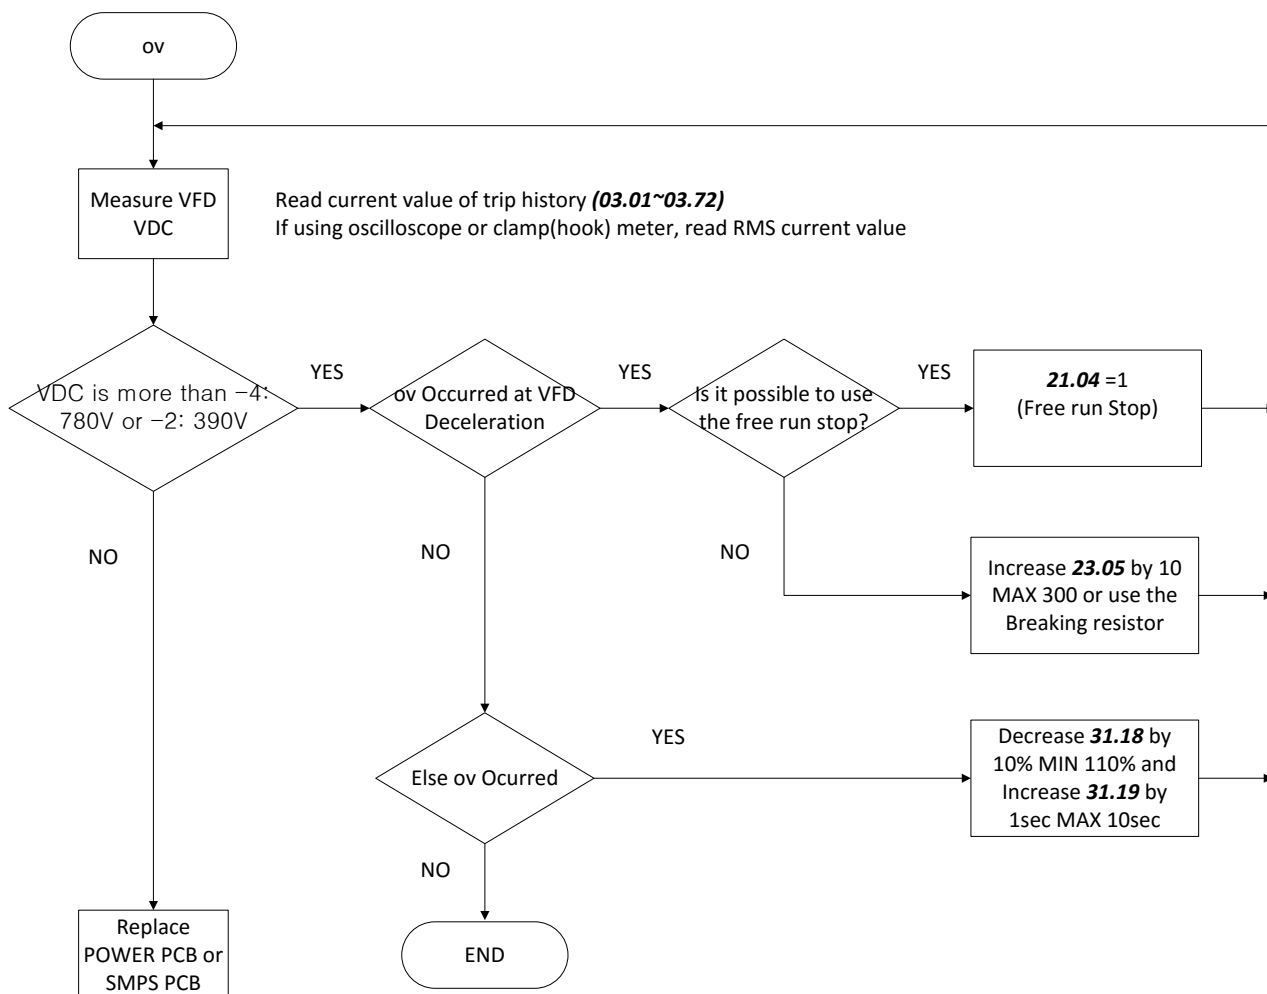 ov
Measure VFD
VDC
Read current value of trip history (03.01~03.72)
If using oscilloscope or clamp(hook) meter, read RMS current value
VDC is more than -4:
780V or -2: 390V
YES
ov Occurred at VFD
Deceleration
YES
Is it possible to use
the free run stop?
YES
21.04 =1
(Free run Stop)
NO
NO
NO
Increase 23.05 by 10
MAX 300 or use the
Breaking resistor
Else ov Ocurred
YES
Decrease 31.18 by
10% MIN 110% and
Increase 31.19 by
1sec MAX 10sec
NO
Replace
POWER PCB or
SMPS PCB
END